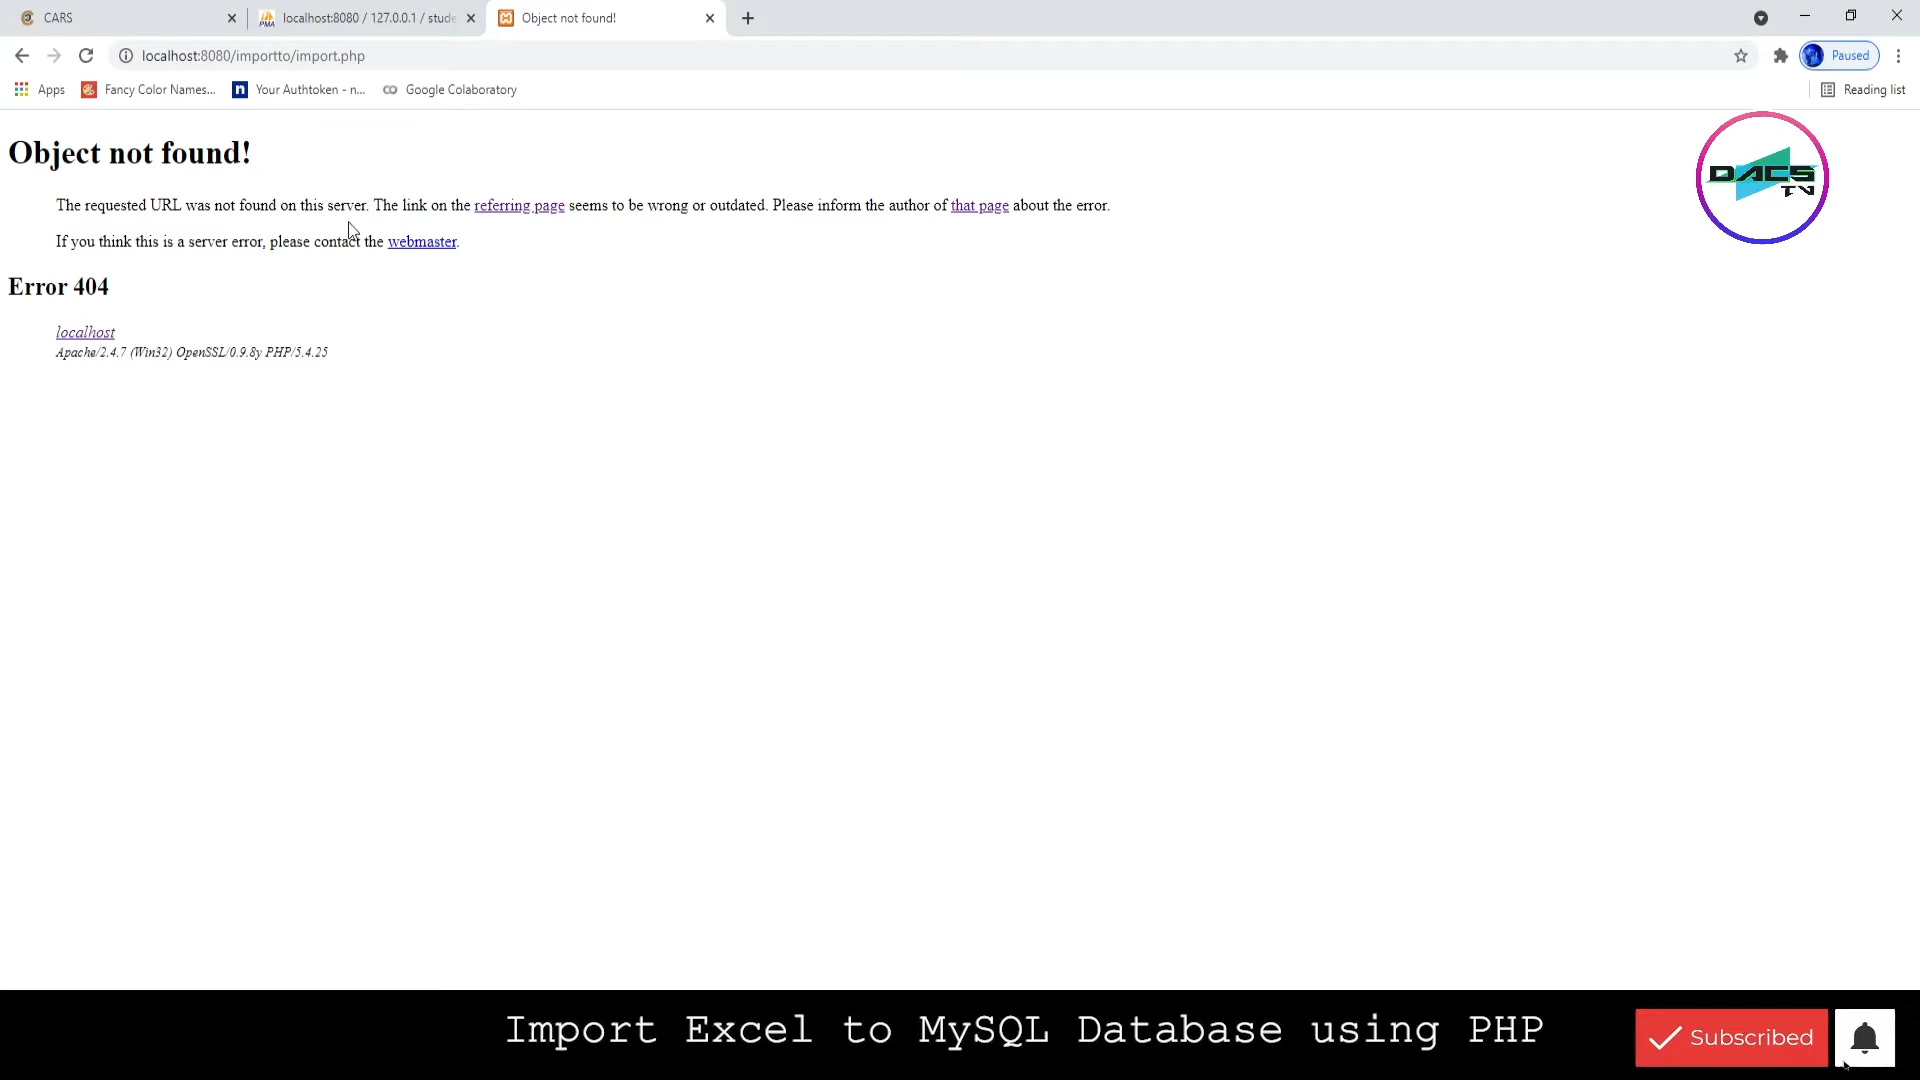 CARS
localhost:8080 / 127.0.0.1 / stude
Object not found!
localhost:8080/importto/import.php
Paused
Apps
Fancy Color Names...
Your Authtoken - n...
Google Colaboratory
Reading list
DACS
TV
Object not found!
The requested URL was not found on this server. The link on the referring page seems to be wrong or outdated. Please inform the author of that page about the error.
If you think this is a server error, please contact the webmaster.
Error 404
localhost
Apache/2.4.7 (Win32) OpenSSL/0.9.8y PHP/5.4.25
Import Excel to MySQL Database using PHP
Subscribed